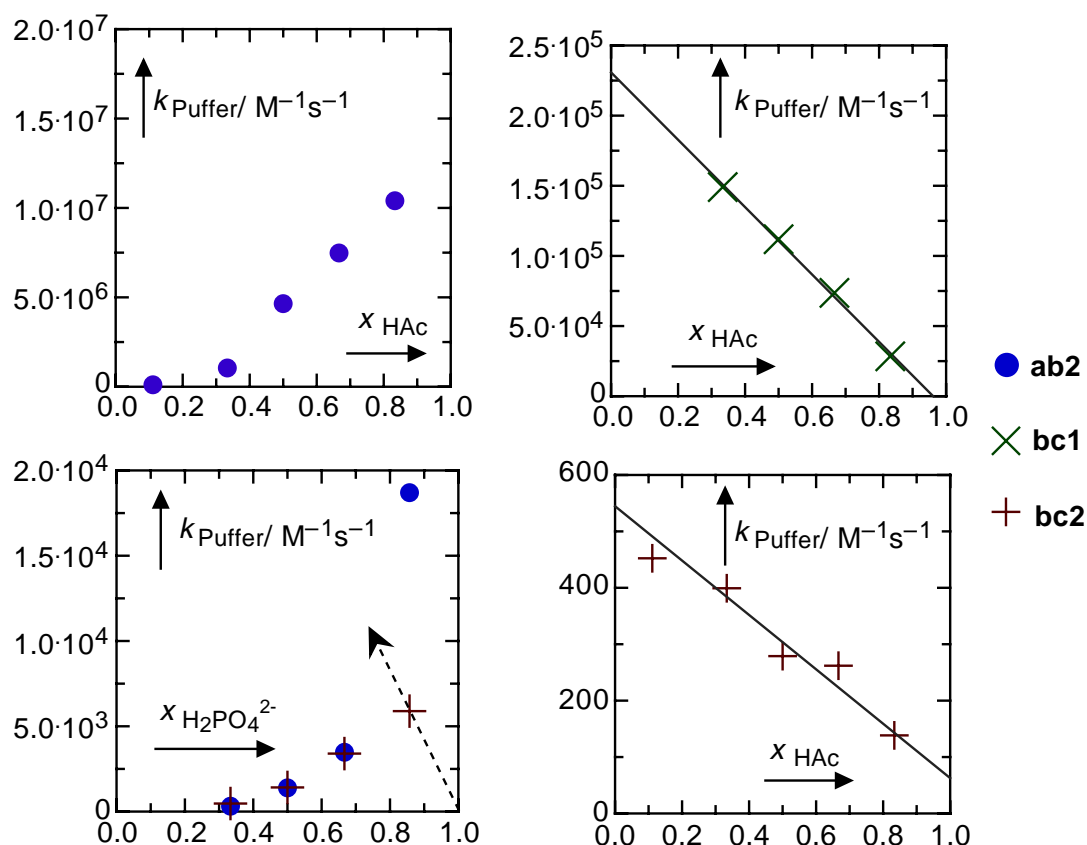 2.0·10⁷
1.5·10⁷
1.0·10⁷
5.0·10⁶
0
k Puffer/ M⁻¹s⁻¹
x HAc
0.0 0.2 0.4 0.6 0.8 1.0
2.5·10⁵
2.0·10⁵
1.5·10⁵
1.0·10⁵
5.0·10⁴
0
k Puffer/ M⁻¹s⁻¹
x HAc
0.0 0.2 0.4 0.6 0.8 1.0
2.0·10⁴
1.5·10⁴
1.0·10⁴
5.0·10³
0
k Puffer/ M⁻¹s⁻¹
x H₂PO₄²⁻
0.0 0.2 0.4 0.6 0.8 1.0
600
400
200
0
k Puffer/ M⁻¹s⁻¹
x HAc
0.0 0.2 0.4 0.6 0.8 1.0
ab2
bc1
bc2